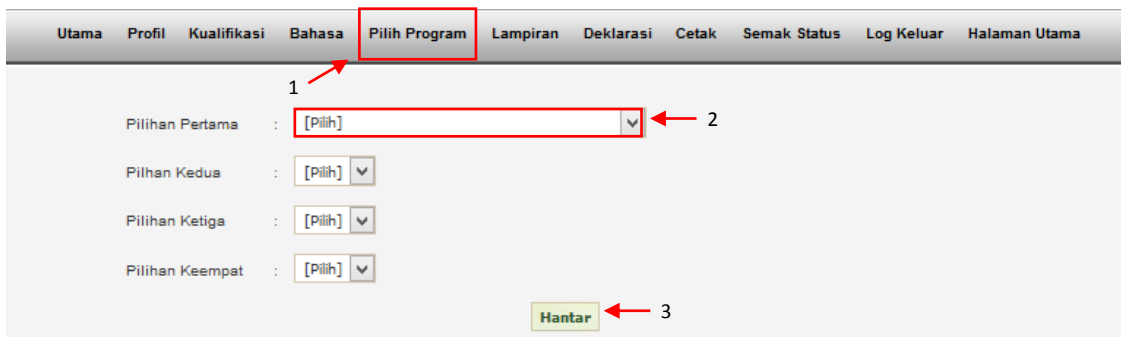 Utama Profil Kualifikasi Bahasa Pilih Program Lampiran Deklarasi Cetak Semak Status Log Keluar Halaman Utama
1
Pilihan Pertama : [Pilih] 2
Pilhan Kedua : [Pilih]
Pilihan Ketiga : [Pilih]
Pilihan Keempat : [Pilih]
Hantar 3